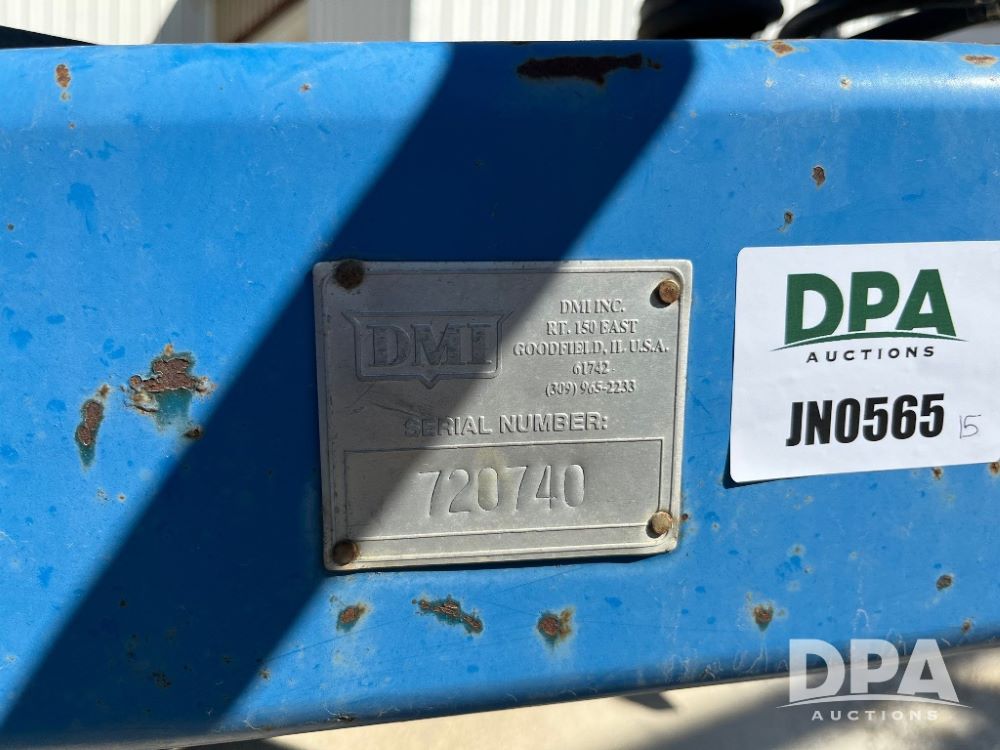 DMI
DMI INC.
RT. 150 EAST
GOODFIELD, IL U.S.A.
61742
(309) 965-2233
SERIAL NUMBER:
720740
DPA
AUCTIONS
JN0565 15
DPA
AUCTIONS